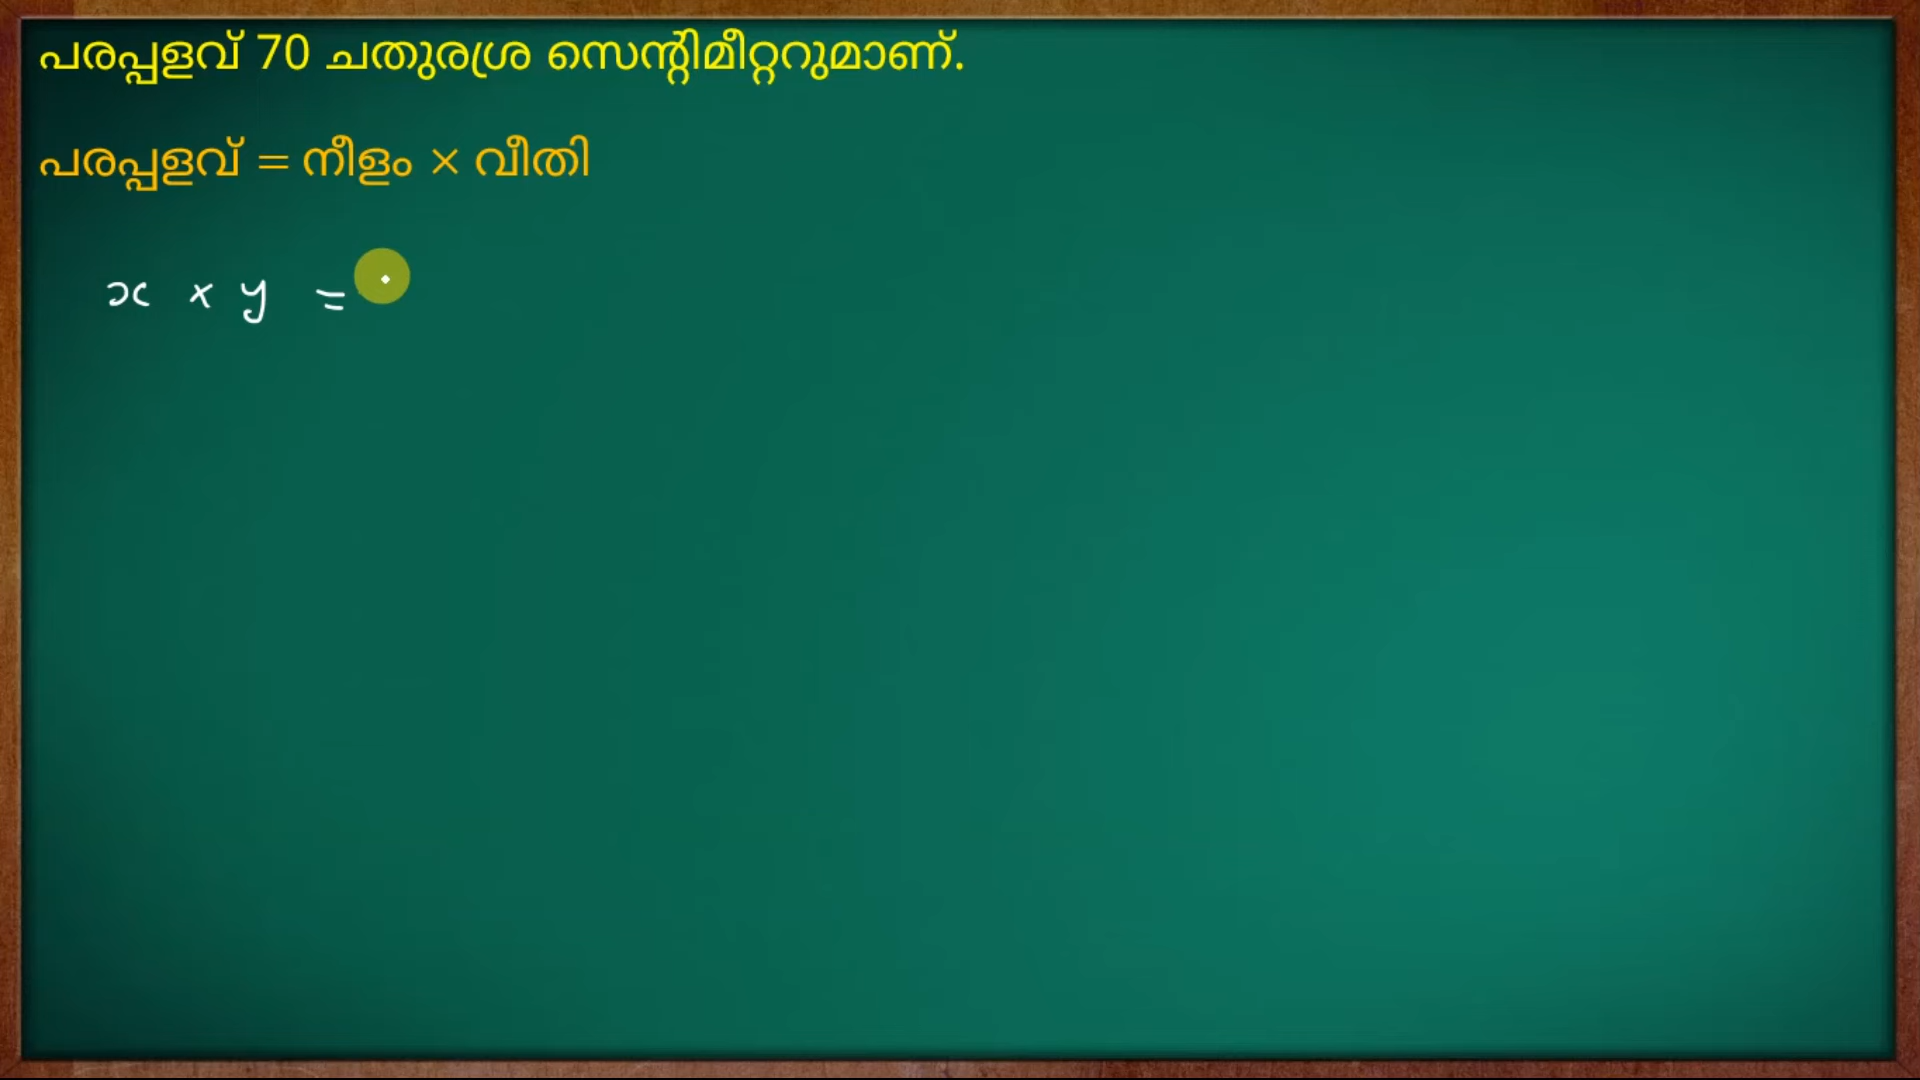 പരപ്പളവ് 70 ചതുരശ്ര സെന്റിമീറ്ററുമാണ്.
പരപ്പളവ് = നീളം × വീതി
x × y =